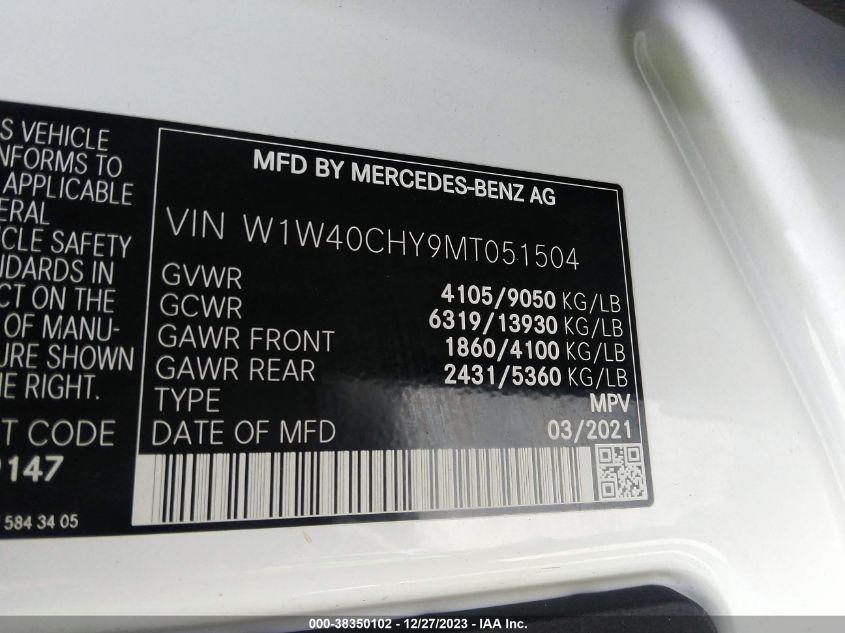 S VEHICLE
NFORMS TO
APPLICABLE
ERAL
CLE SAFETY
NDARDS IN
CT ON THE
OF MANU-
URE SHOWN
E RIGHT.
T CODE
147
584 34 05
MFD BY MERCEDES-BENZ AG
VIN W1W40CHY9MT051504
GVWR 4105/9050 KG/LB
GCWR 6319/13930 KG/LB
GAWR FRONT 1860/4100 KG/LB
GAWR REAR 2431/5360 KG/LB
TYPE MPV
DATE OF MFD 03/2021
000-38350102 - 12/27/2023 - IAA Inc.